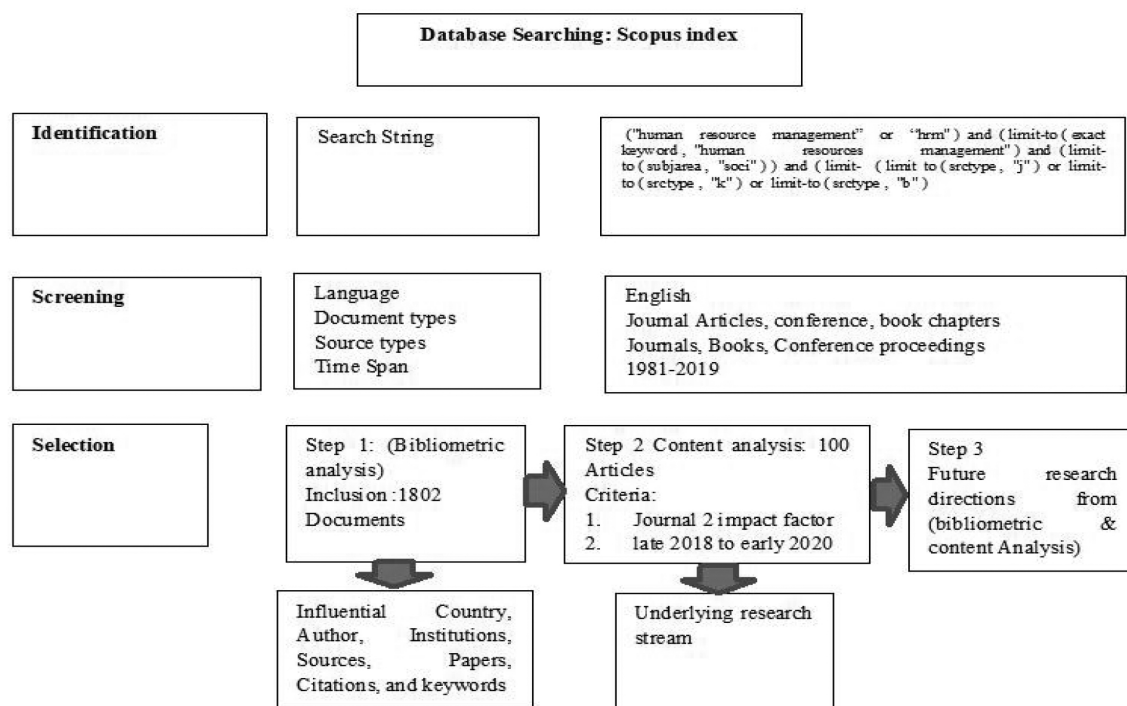 Database Searching: Scopus index
Identification
Search String
("human resource management" or "hrm") and (limit-to(exact
keyword, "human resources management") and (limit-
to(subjarea, "soci")) and (limit- (limit to(srctype, "j") or limit-
to(srctype, "k") or limit-to(srctype, "b")
Screening
Language
Document types
Source types
Time Span
English
Journal Articles, conference, book chapters
Journals, Books, Conference proceedings
1981-2019
Selection
Step 1: (Bibliometric
analysis)
Inclusion :1802
Documents
Step 2 Content analysis: 100
Articles
Criteria:
1. Journal 2 impact factor
2. late 2018 to early 2020
Step 3
Future research
directions from
(bibliometric &
content Analysis)
Influential Country,
Author, Institutions,
Sources, Papers,
Citations, and keywords
Underlying research
stream